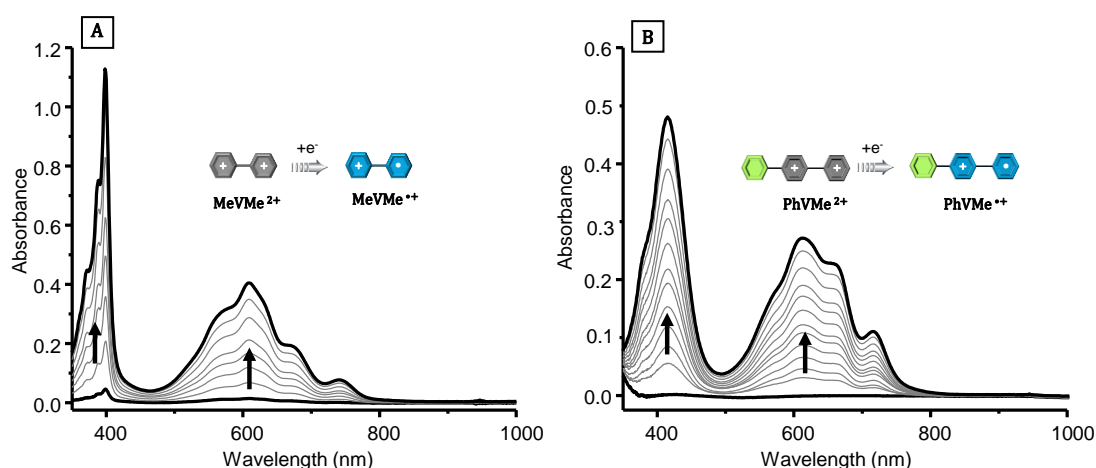 A
1.2
1.0
0.8
0.6
0.4
0.2
0.0
Absorbance
400
600
800
1000
Wavelength (nm)
+e-
+
+
+
•
MeVMe2+
MeVMe•+
B
0.6
0.5
0.4
0.3
0.2
0.1
0.0
Absorbance
400
600
800
1000
Wavelength (nm)
+e-
+
+
+
•
PhVMe2+
PhVMe•+